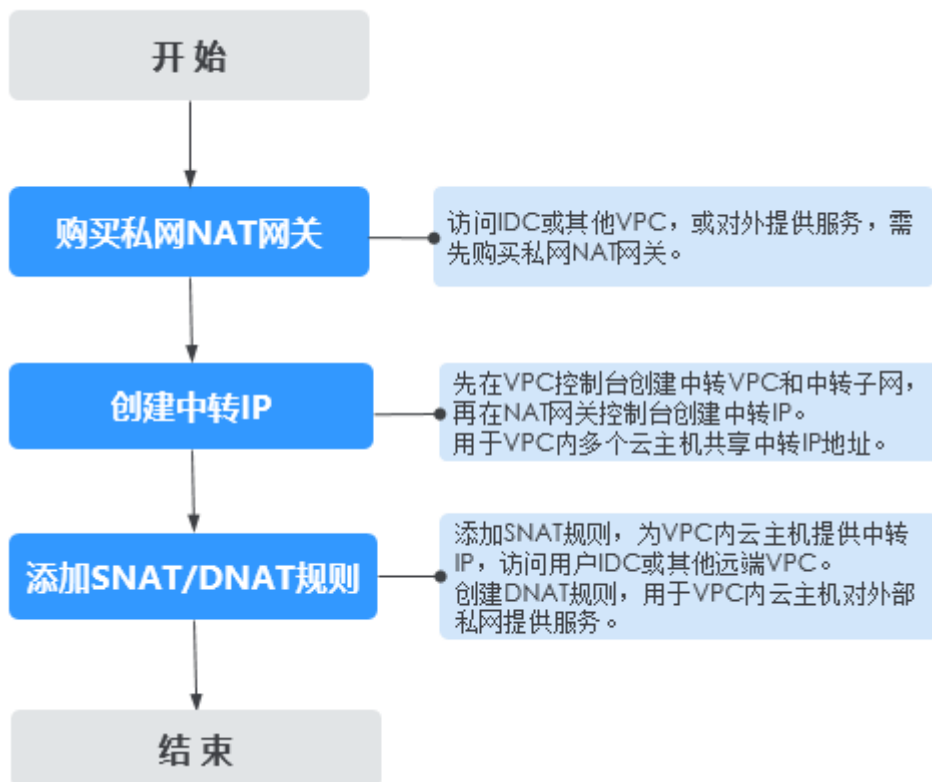 开 始
购买私网NAT网关
访问IDC或其他VPC，或对外提供服务，需
先购买私网NAT网关。
创建中转IP
先在VPC控制台创建中转VPC和中转子网，
再在NAT网关控制台创建中转IP。
用于VPC内多个云主机共享中转IP地址。
添加SNAT/DNAT规则
添加SNAT规则，为VPC内云主机提供中转
IP，访问用户IDC或其他远端VPC。
创建DNAT规则，用于VPC内云主机对外部
私网提供服务。
结 束